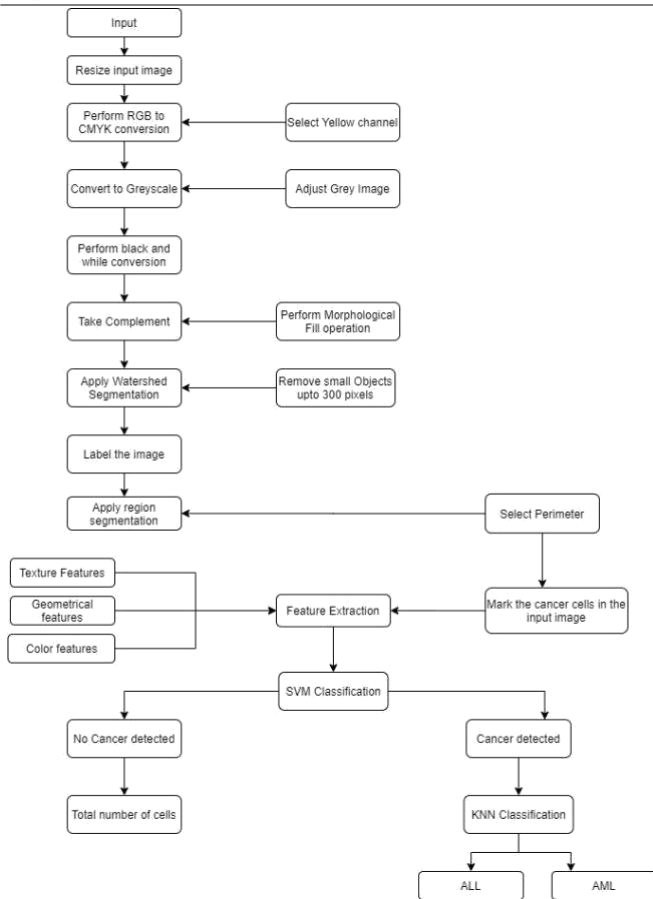 Input
Resize input image
Perform RGB to
CMYK conversion
Select Yellow channel
Convert to Greyscale
Adjust Grey Image
Perform black and
while conversion
Take Complement
Perform Morphological
Fill operation
Apply Watershed
Segmentation
Remove small Objects
upto 300 pixels
Label the image
Apply region
segmentation
Select Perimeter
Texture Features
Geometrical
features
Color features
Feature Extraction
Mark the cancer cells in the
input image
SVM Classification
No Cancer detected
Cancer detected
Total number of cells
KNN Classification
ALL
AML